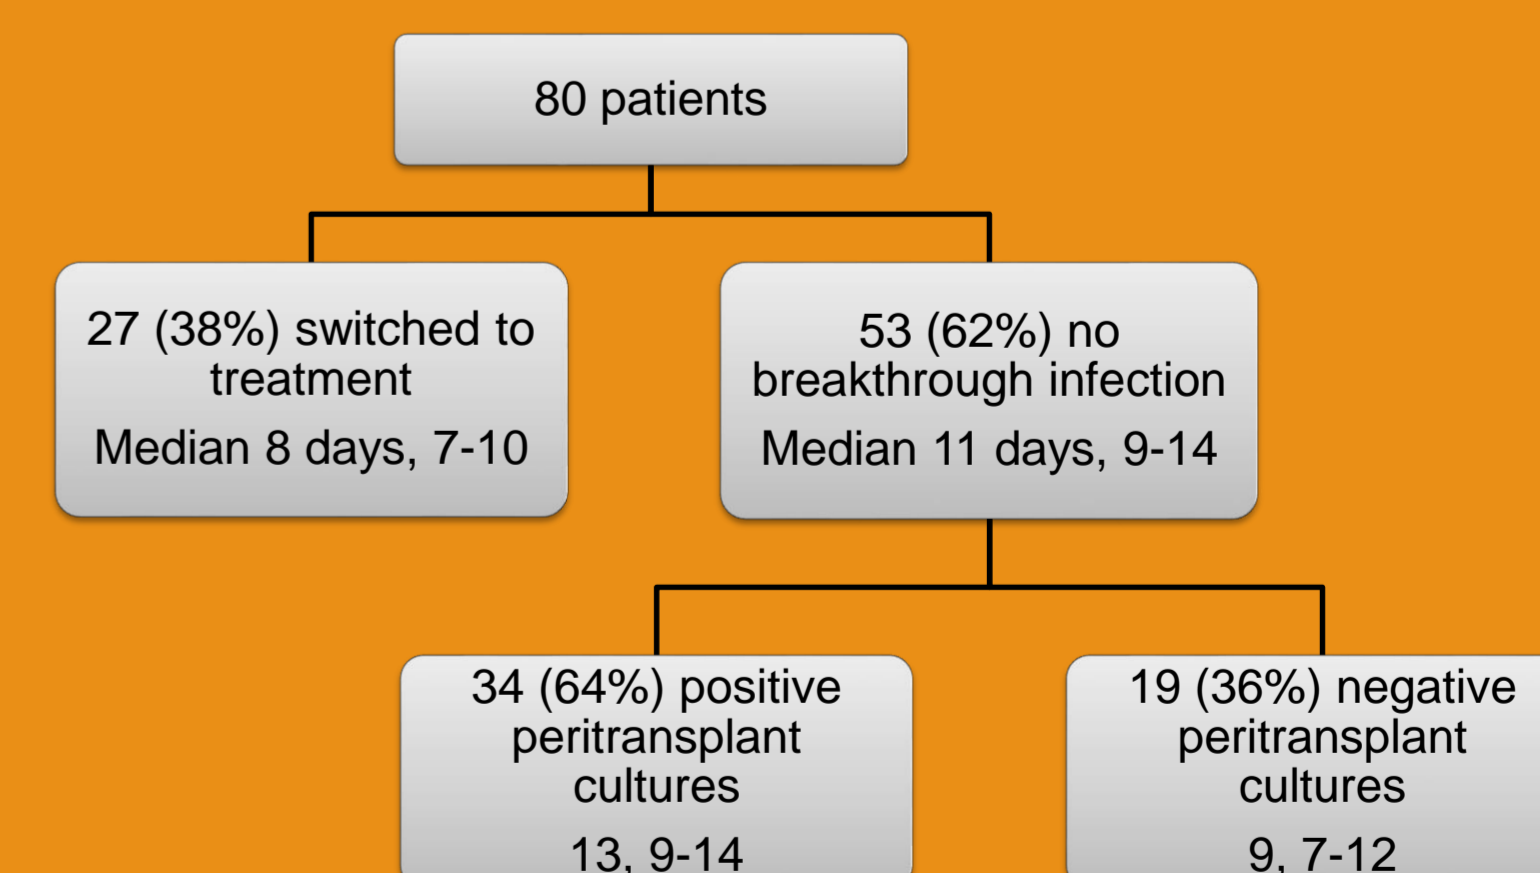 80 patients
27 (38%) switched to
treatment
Median 8 days, 7-10
53 (62%) no
breakthrough infection
Median 11 days, 9-14
34 (64%) positive
peritransplant
cultures
13, 9-14
19 (36%) negative
peritransplant
cultures
9, 7-12